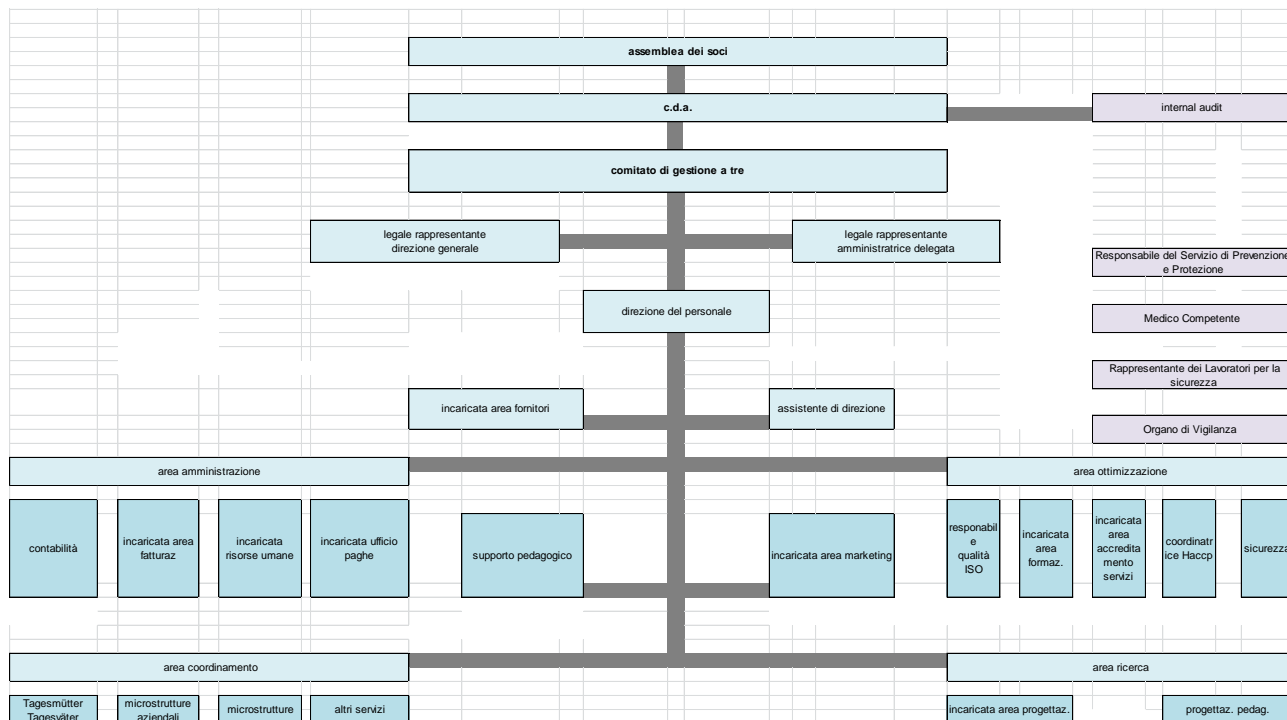 assemblea dei soci
c.d.a.
internal audit
comitato di gestione a tre
legale rappresentante
direzione generale
legale rappresentante
amministratrice delegata
Responsabile del Servizio di Prevenzione
e Protezione
direzione del personale
Medico Competente
Rappresentante dei Lavoratori per la
sicurezza
incaricata area fornitori
assistente di direzione
Organo di Vigilanza
area amministrazione
area ottimizzazione
contabilità
incaricata area
fatturaz
incaricata
risorse umane
incaricata ufficio
paghe
supporto pedagogico
incaricata area marketing
responabil
e
qualità
ISO
incaricata
area
formaz.
incaricata
area
accredita
mento
servizi
coordinatr
ice Haccp
sicurezza
area coordinamento
area ricerca
Tagesmütter
Tagesväter
microstrutture
aziendali
microstrutture
altri servizi
incaricata area progettaz.
progettaz. pedag.